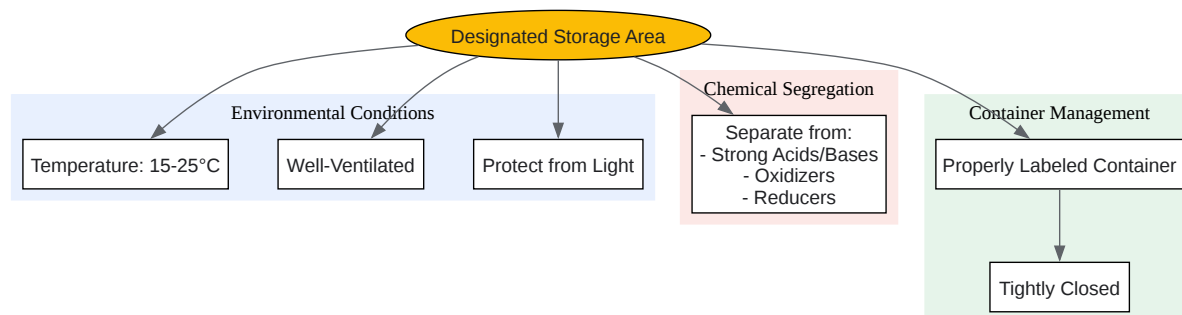 Designated Storage Area
Environmental Conditions
Temperature: 15-25°C
Well-Ventilated
Protect from Light
Chemical Segregation
Separate from:
- Strong Acids/Bases
- Oxidizers
- Reducers
Container Management
Properly Labeled Container
Tightly Closed